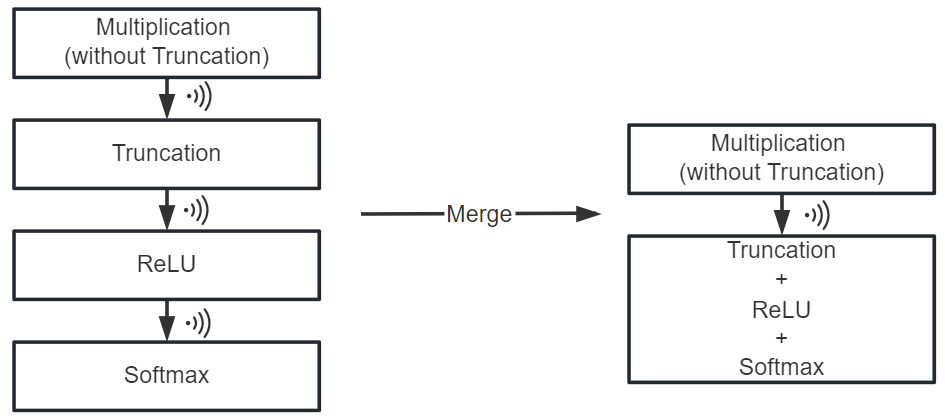 Multiplication
(without Truncation)
Truncation
ReLU
Softmax
Merge
Multiplication
(without Truncation)
Truncation
+
ReLU
+
Softmax